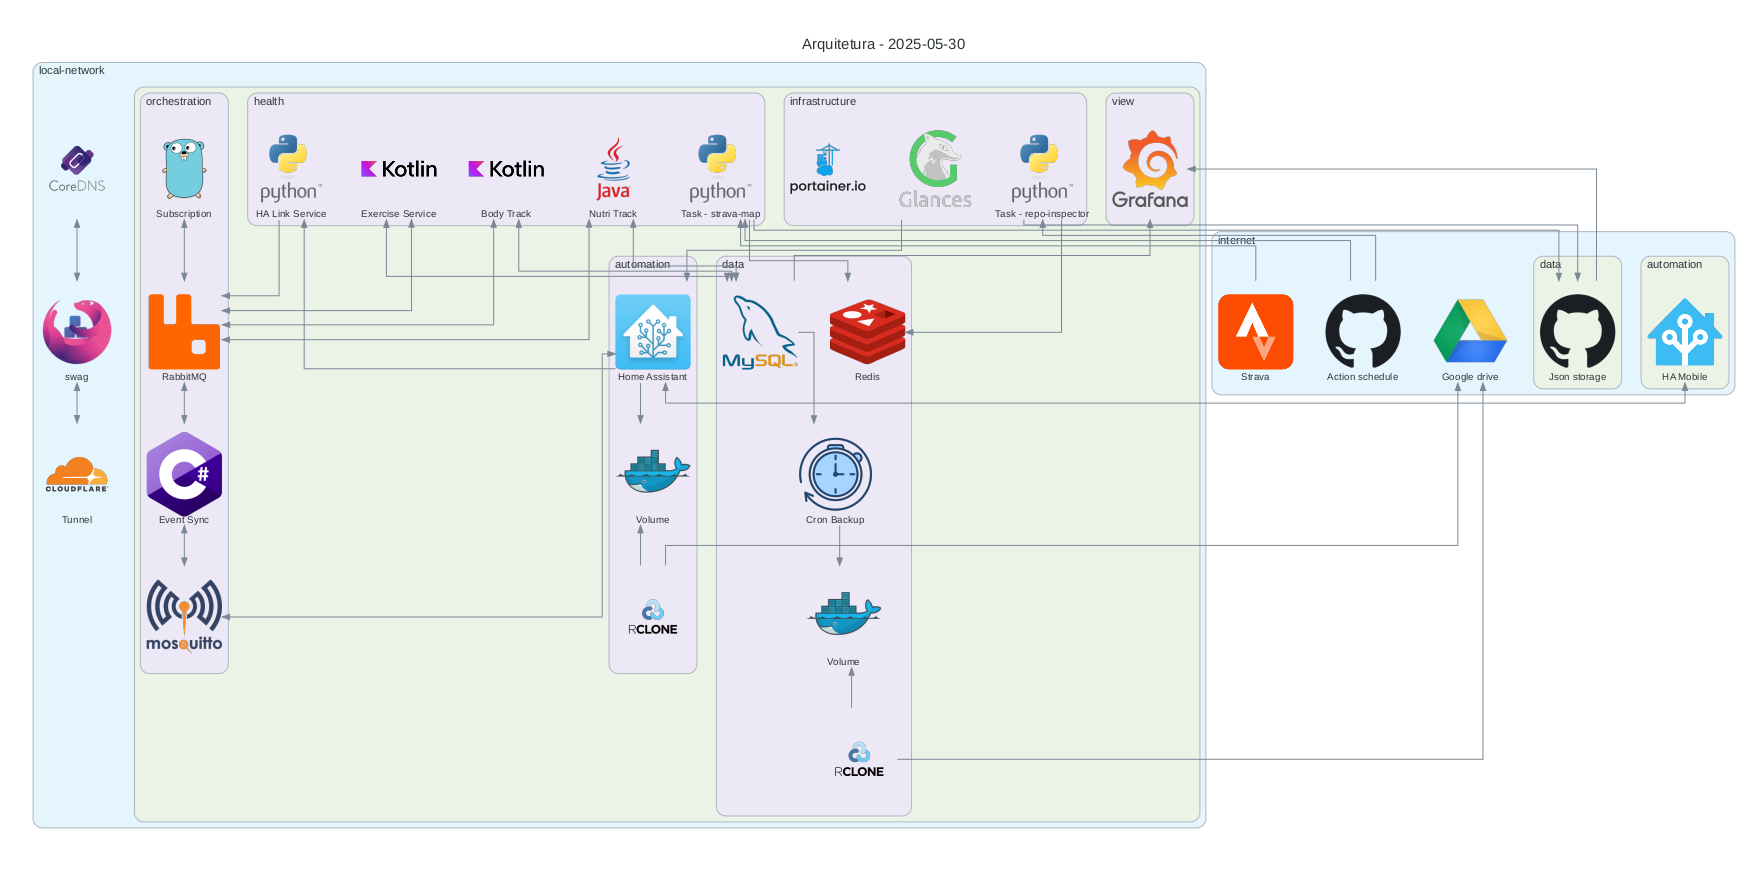 Arquitetura - 2025-05-30
local-network
orchestration
health
infrastructure
view
CoreDNS
Subscription
python™
HA Link Service
Kotlin
Exercise Service
Kotlin
Body Track
Java
Nutri Track
python™
Task - strava-map
portainer.io
Glances
python™
Task - repo-inspector
Grafana
internet
automation
data
data
automation
swag
RabbitMQ
Home Assistant
MySQL®
Redis
Strava
Action schedule
Google drive
Json storage
HA Mobile
CLOUDFLARE
Tunnel
C#
Event Sync
Volume
Cron Backup
mosquitto
RCLONE
Volume
RCLONE